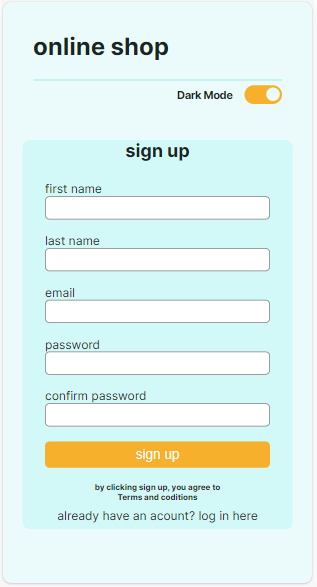 online shop
Dark Mode
sign up
first name
last name
email
password
confirm password
sign up
by clicking sign up, you agree to
Terms and coditions
already have an acount? log in here